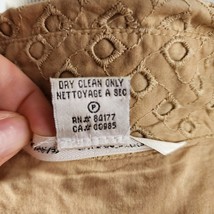 DRY CLEAN ONLY
NETTOYAGE A SEC
P
RN# 80177
CA# 00985